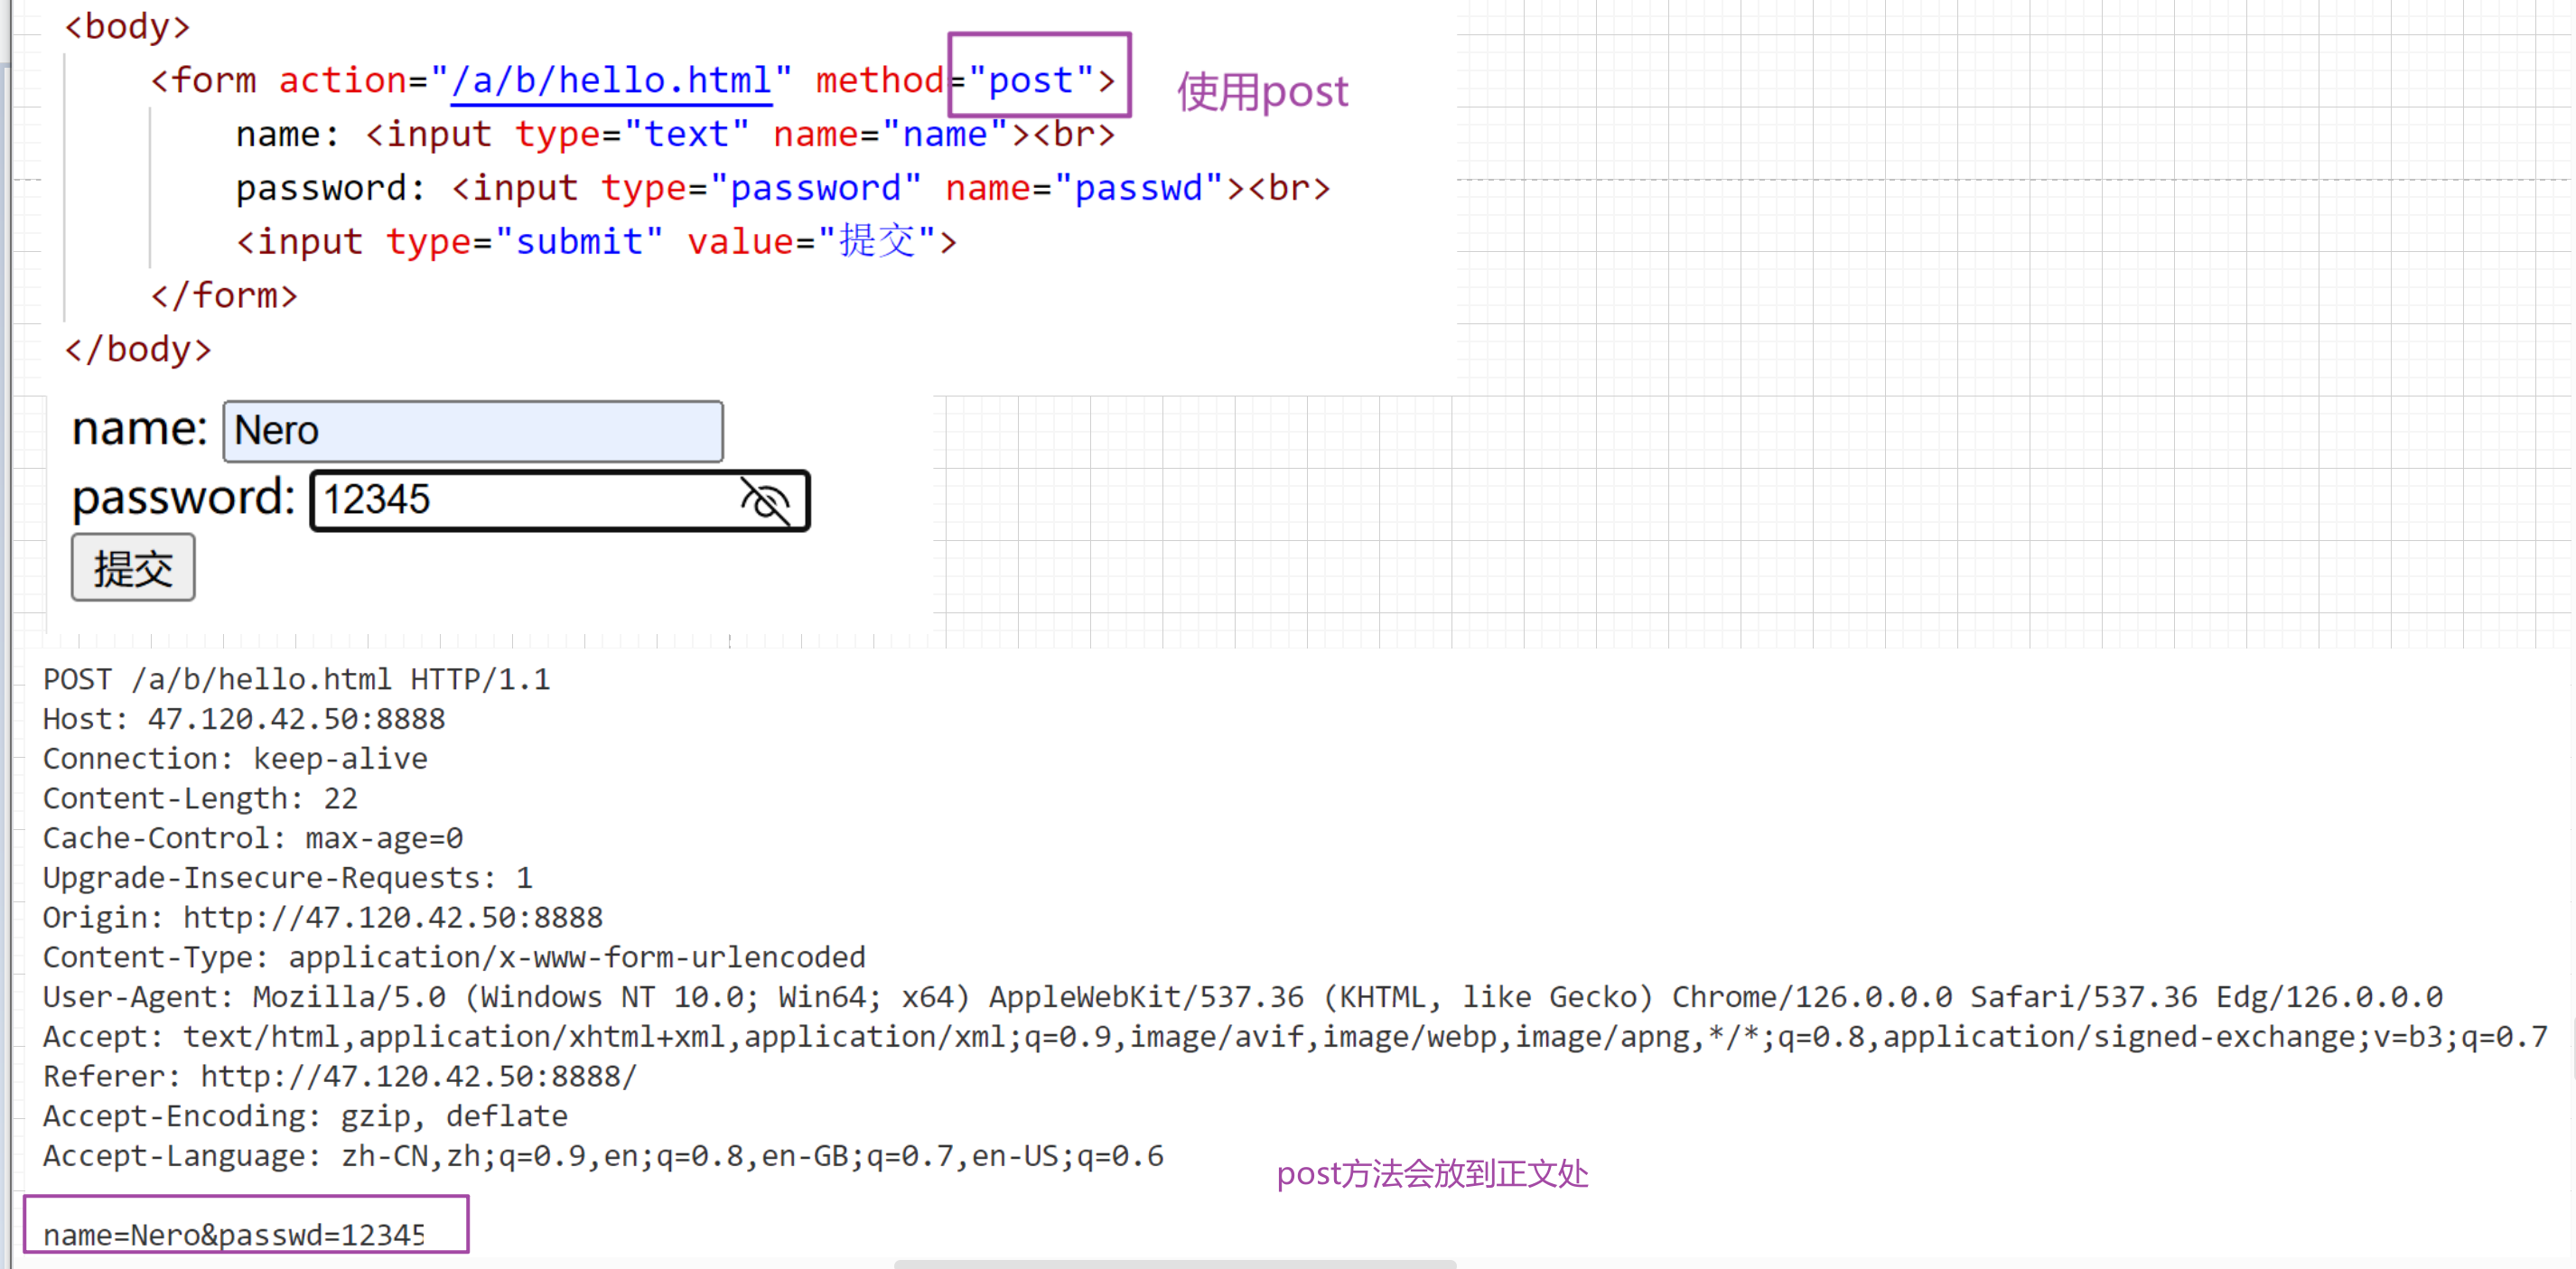 <body>
<form action="/a/b/hello.html" method="post">
使用post
name: <input type="text" name="name"><br>
password: <input type="password" name="passwd"><br>
<input type="submit" value="提交">
</form>
</body>
name: Nero
password: 12345
提交
POST /a/b/hello.html HTTP/1.1
Host: 47.120.42.50:8888
Connection: keep-alive
Content-Length: 22
Cache-Control: max-age=0
Upgrade-Insecure-Requests: 1
Origin: http://47.120.42.50:8888
Content-Type: application/x-www-form-urlencoded
User-Agent: Mozilla/5.0 (Windows NT 10.0; Win64; x64) AppleWebKit/537.36 (KHTML, like Gecko) Chrome/126.0.0.0 Safari/537.36 Edg/126.0.0.0
Accept: text/html,application/xhtml+xml,application/xml;q=0.9,image/avif,image/webp,image/apng,*/*;q=0.8,application/signed-exchange;v=b3;q=0.7
Referer: http://47.120.42.50:8888/
Accept-Encoding: gzip, deflate
Accept-Language: zh-CN,zh;q=0.9,en;q=0.8,en-GB;q=0.7,en-US;q=0.6
post方法会放到正文处
name=Nero&passwd=12345